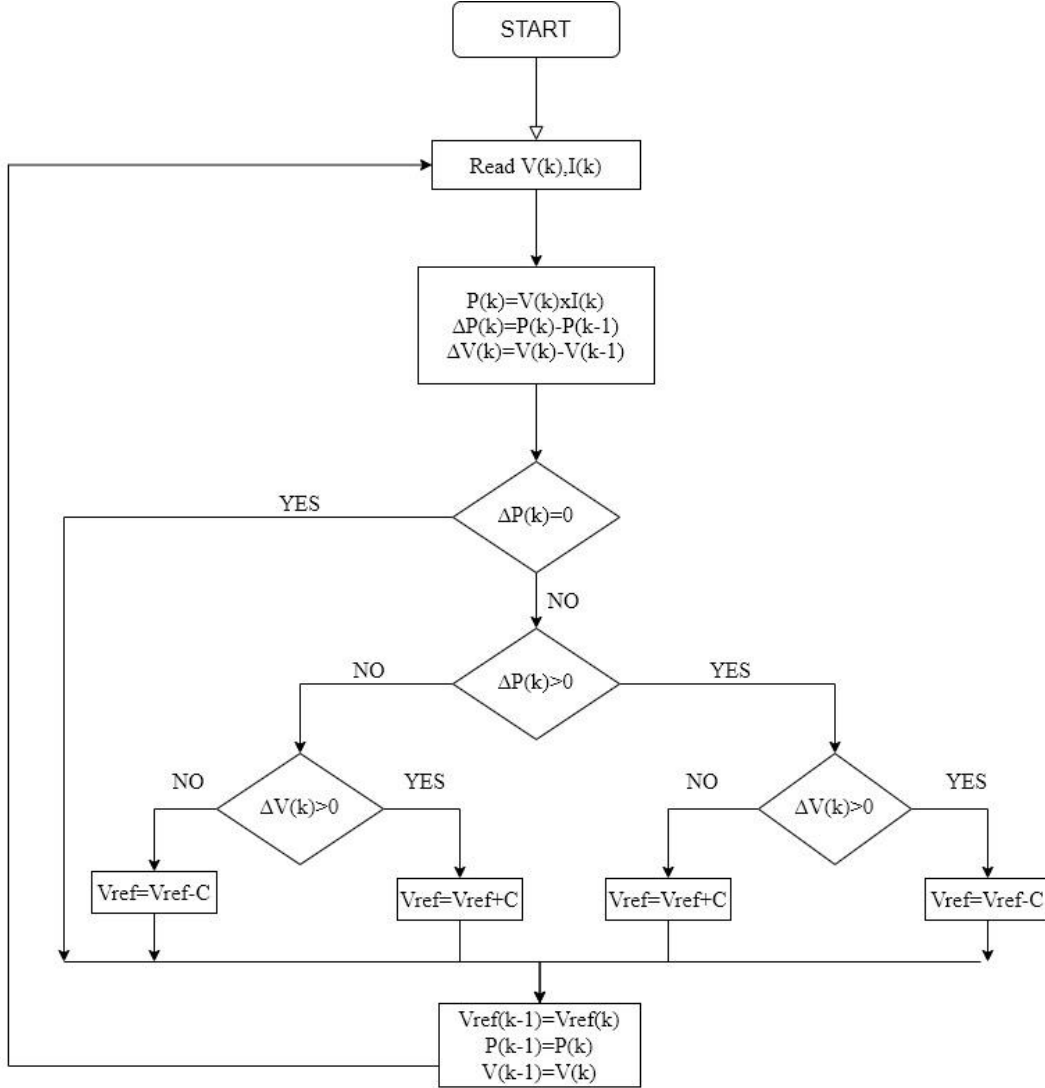 START
Read V(k),I(k)
P(k)=V(k)xI(k)
ΔP(k)=P(k)-P(k-1)
ΔV(k)=V(k)-V(k-1)
YES
ΔP(k)=0
NO
NO
ΔP(k)>0
YES
NO
ΔV(k)>0
YES
NO
ΔV(k)>0
YES
Vref=Vref-C
Vref=Vref+C
Vref=Vref+C
Vref=Vref-C
Vref(k-1)=Vref(k)
P(k-1)=P(k)
V(k-1)=V(k)